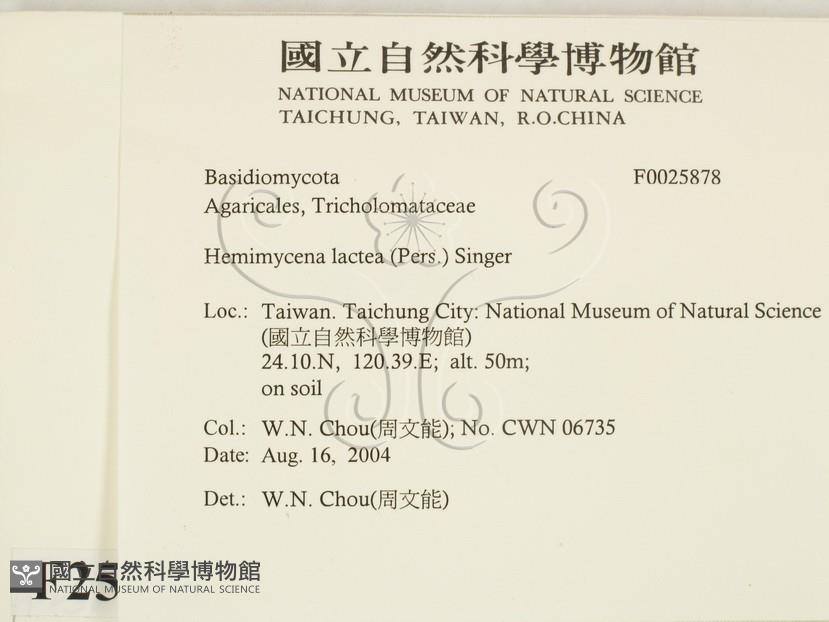 國立自然科學博物館
NATIONAL MUSEUM OF NATURAL SCIENCE
TAICHUNG, TAIWAN, R.O.CHINA
Basidiomycota F0025878
Agaricales, Tricholomataceae
Hemimycena lactea (Pers.) Singer
Loc.: Taiwan. Taichung City: National Museum of Natural Science
(國立自然科學博物館)
24.10.N, 120.39.E; alt. 50m;
on soil
Col.: W.N. Chou(周文能); No. CWN 06735
Date: Aug. 16, 2004
Det.: W.N. Chou(周文能)
F25
國立自然科學博物館
NATIONAL MUSEUM OF NATURAL SCIENCE